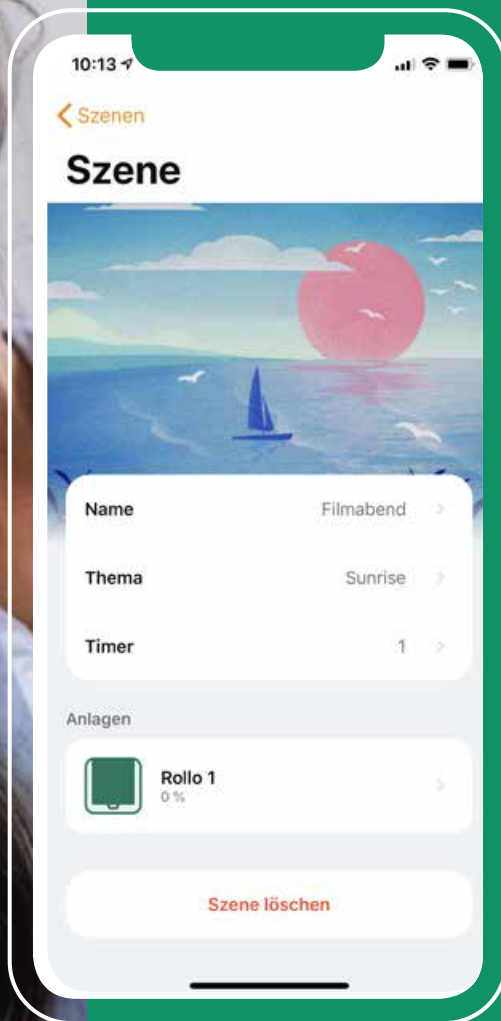 10:13
Szenen
Szene
Name Filmabend
Thema Sunrise
Timer 1
Anlagen
Rollo 1
0 %
Szene löschen